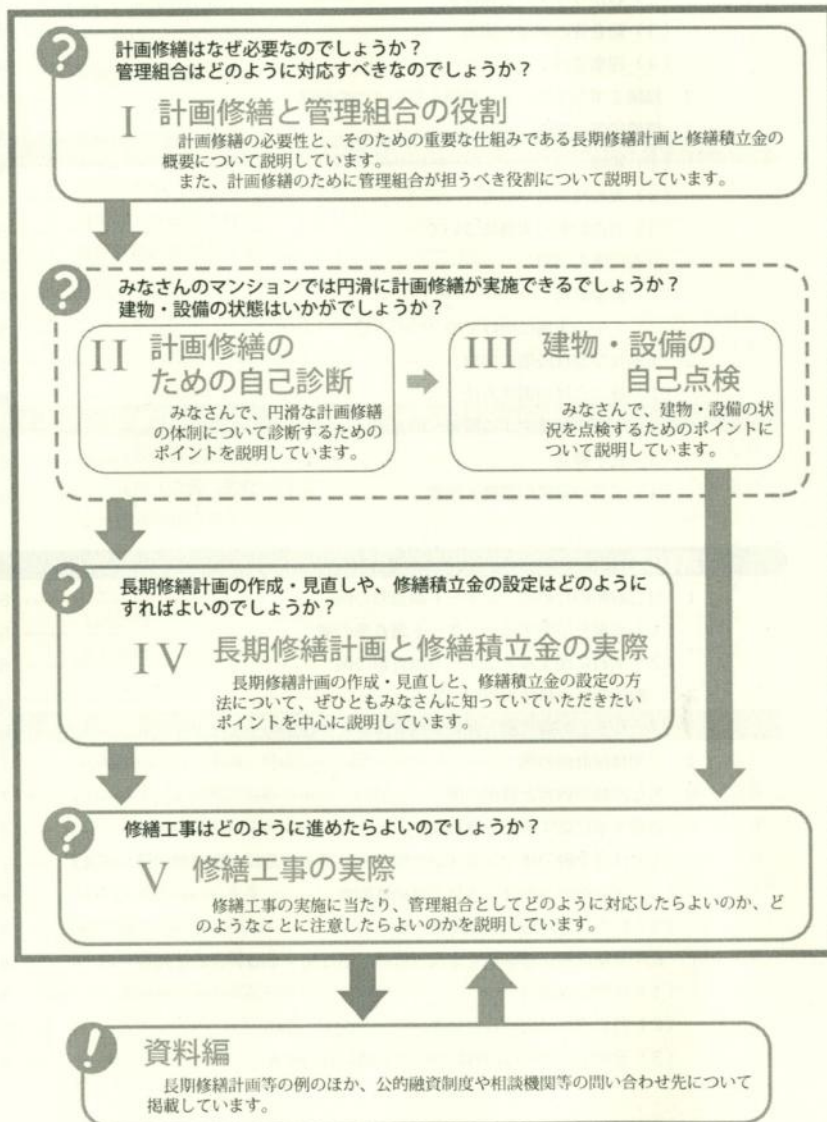 ?
計画修繕はなぜ必要なのでしょうか？
管理組合はどのように対応すべきなのでしょうか？
I 計画修繕と管理組合の役割
計画修繕の必要性と、そのための重要な仕組みである長期修繕計画と修繕積立金の
概要について説明しています。
また、計画修繕のために管理組合が担うべき役割について説明しています。
?
みなさんのマンションでは円滑に計画修繕が実施できるでしょうか？
建物・設備の状態はいかがでしょうか？
II 計画修繕の
ための自己診断
みなさんで、円滑な計画修繕
の体制について診断するための
ポイントを説明しています。
III 建物・設備の
自己点検
みなさんで、建物・設備の状
況を点検するためのポイントに
ついて説明しています。
?
長期修繕計画の作成・見直しや、修繕積立金の設定はどのように
すればよいのでしょうか？
IV 長期修繕計画と修繕積立金の実際
長期修繕計画の作成・見直しと、修繕積立金の設定の方
法について、ぜひともみなさんに知っていていただきたい
ポイントを中心に説明しています。
?
修繕工事はどのように進めたらよいのでしょうか？
V 修繕工事の実際
修繕工事の実施に当たり、管理組合としてどのように対応したらよいのか、ど
のようなことに注意したらよいのかを説明しています。
!
資料編
長期修繕計画等の例のほか、公的融資制度や相談機関等の問い合わせ先について
掲載しています。